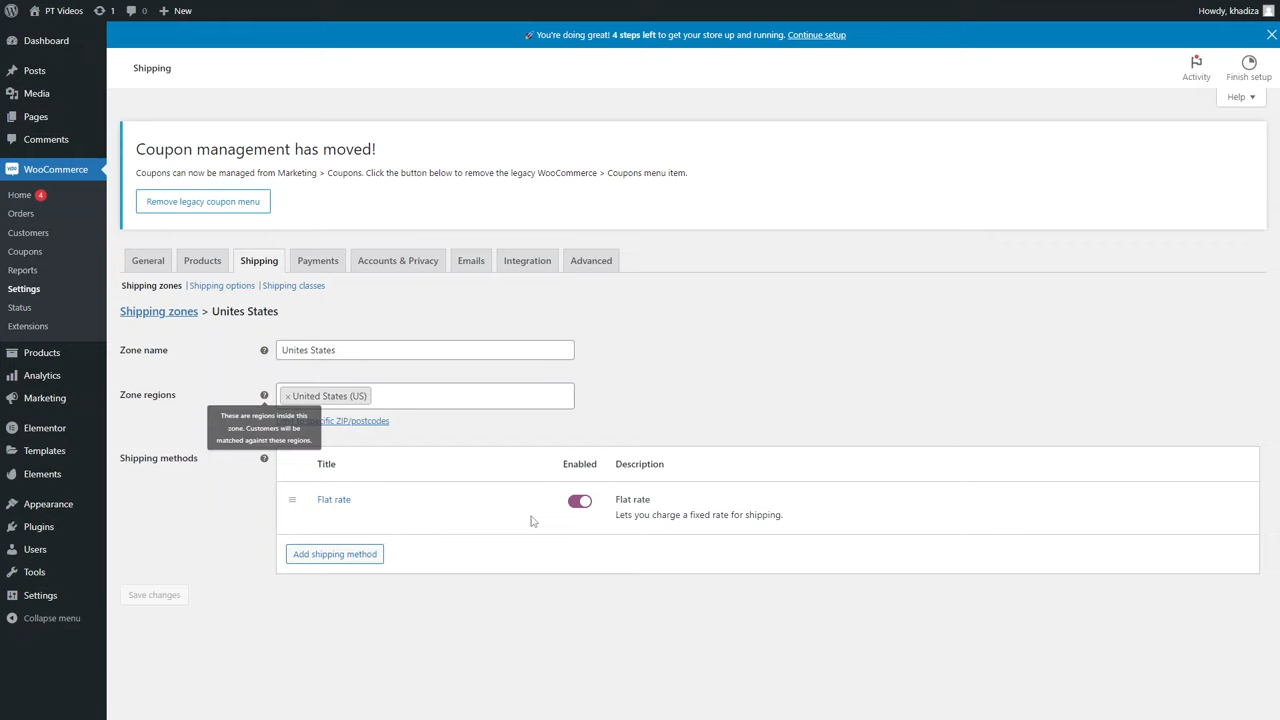 PT Videos 1 0 New Howdy, khadiza
🚀 You're doing great! 4 steps left to get your store up and running. Continue setup
Dashboard
Posts
Media
Pages
Comments
WooCommerce
Home 4
Orders
Customers
Coupons
Reports
Settings
Status
Extensions
Products
Analytics
Marketing
Elementor
Templates
Elements
Appearance
Plugins
Users
Tools
Settings
Collapse menu
Shipping
Activity
Finish setup
Help
Coupon management has moved!
Coupons can now be managed from Marketing > Coupons. Click the button below to remove the legacy WooCommerce > Coupons menu item.
Remove legacy coupon menu
General Products Shipping Payments Accounts & Privacy Emails Integration Advanced
Shipping zones | Shipping options | Shipping classes
Shipping zones > Unites States
Zone name ? Unites States
Zone regions ? × United States (US)
These are regions inside this
zone. Customers will be
matched against these regions.
specific ZIP/postcodes
Shipping methods ? Title Enabled Description
Flat rate Flat rate
Lets you charge a fixed rate for shipping.
Add shipping method
Save changes